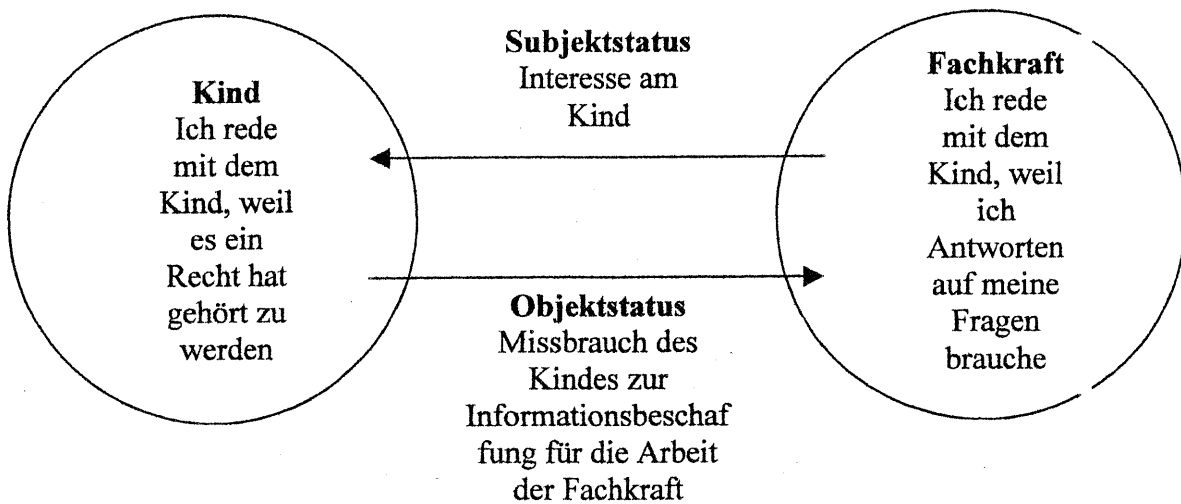 Kind
Ich rede
mit dem
Kind, weil
es ein
Recht hat
gehört zu
werden
Subjektstatus
Interesse am
Kind
Objektstatus
Missbrauch des
Kindes zur
Informationsbeschaf
fung für die Arbeit
der Fachkraft
Fachkraft
Ich rede
mit dem
Kind, weil
ich
Antworten
auf meine
Fragen
brauche